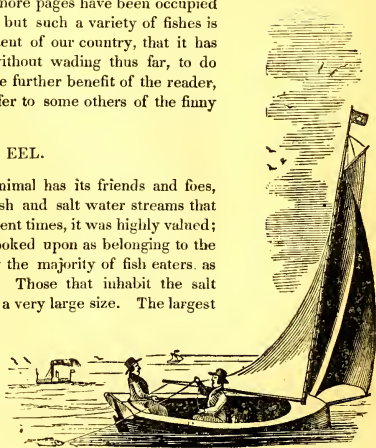 more pages have been occupied
but such a variety of fishes is
ent of our country, that it has
without wading thus far, to do
e further benefit of the reader,
fer to some others of the finny
EEL.
nimal has its friends and foes,
sh and salt water streams that
ent times, it was highly valued;
ooked upon as belonging to the
the majority of fish eaters. as
Those that inhabit the salt
a very large size. The largest